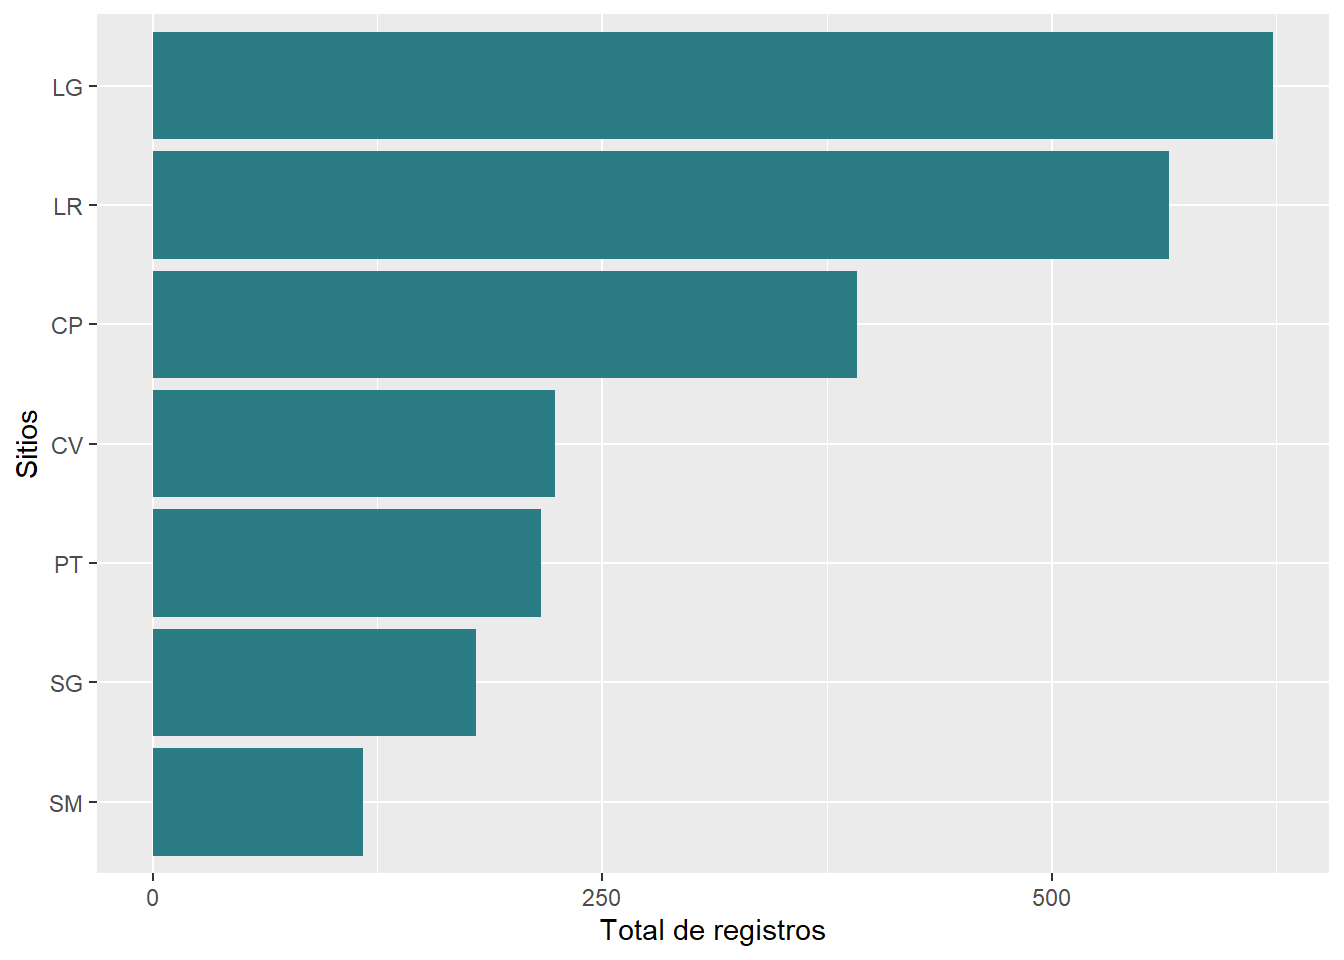 LG
LR
CP
CV
PT
SG
SM
Sitios
0 250 500
Total de registros